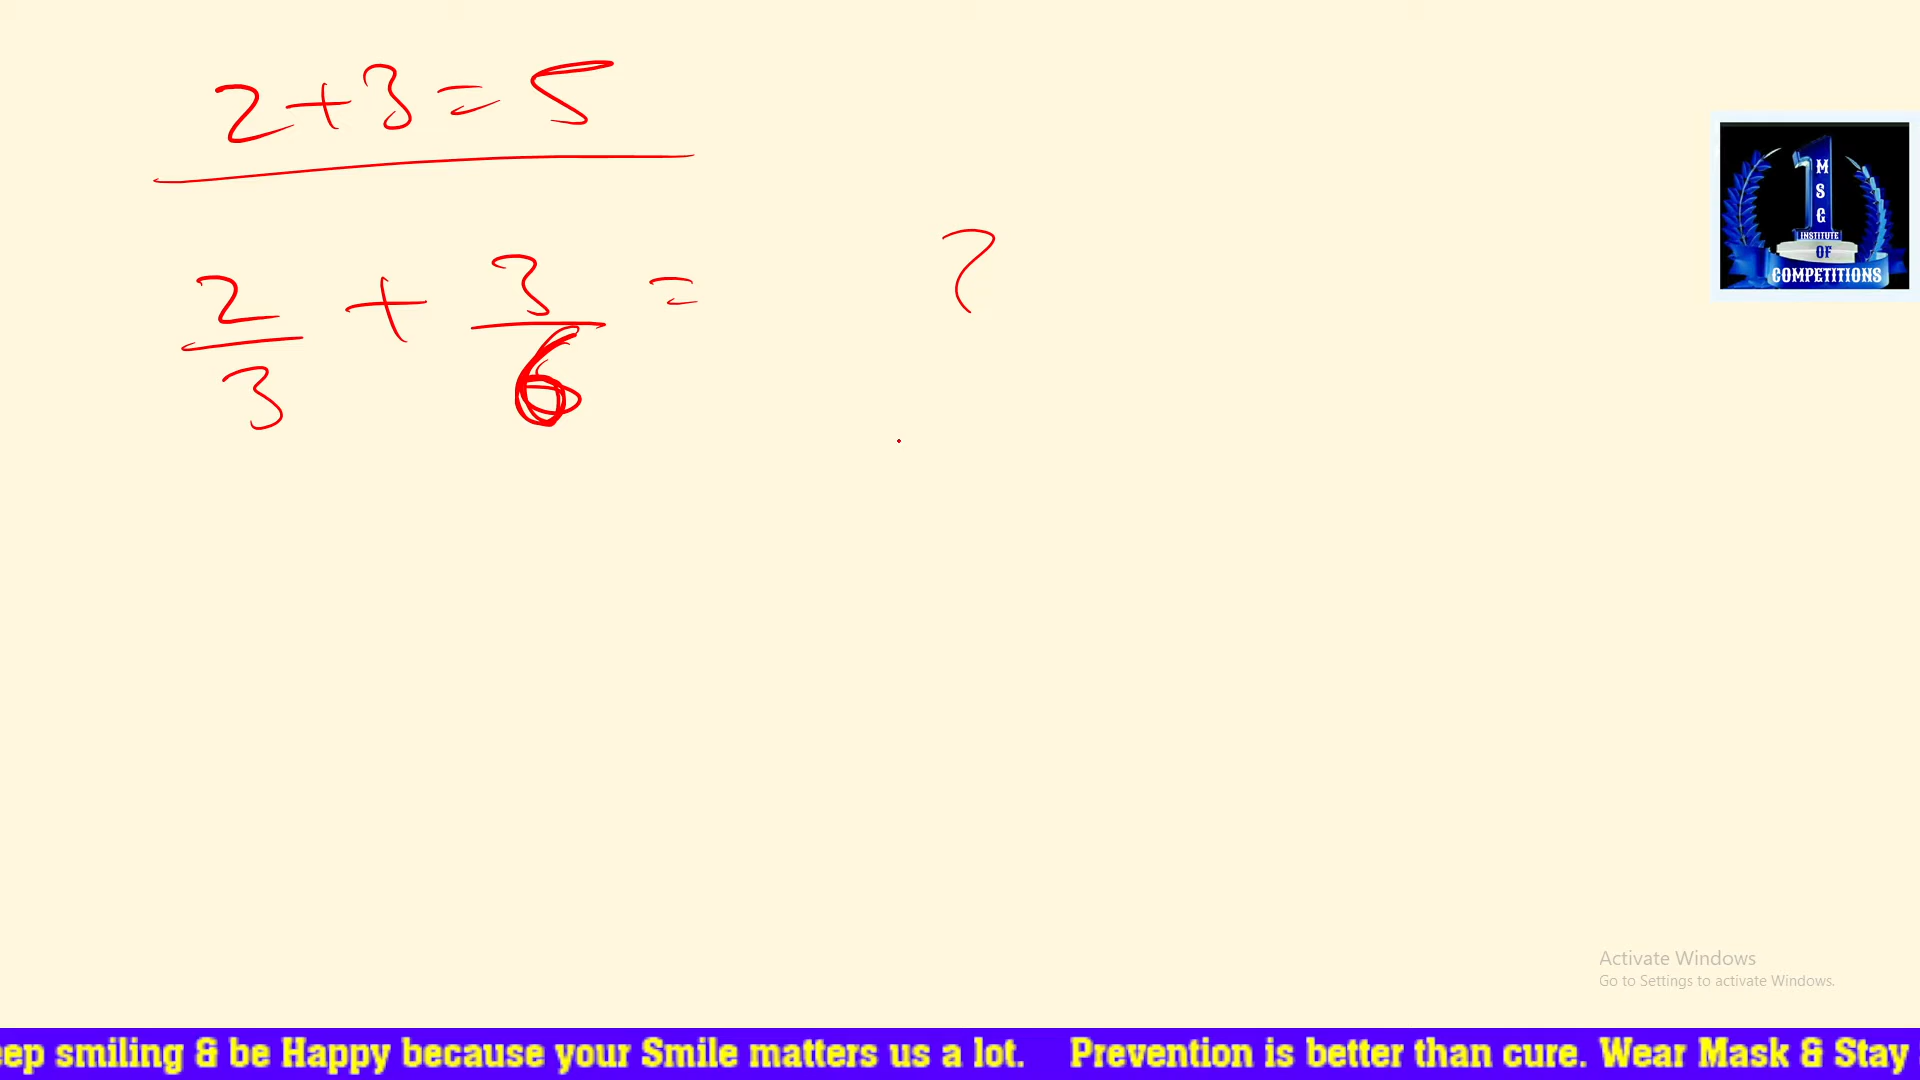 2+3=5
2/3 + 3/6 = ?
M
S
G
INSTITUTE
OF
COMPETITIONS
Activate Windows
Go to Settings to activate Windows.
eep smiling & be Happy because your Smile matters us a lot. Prevention is better than cure. Wear Mask & Stay